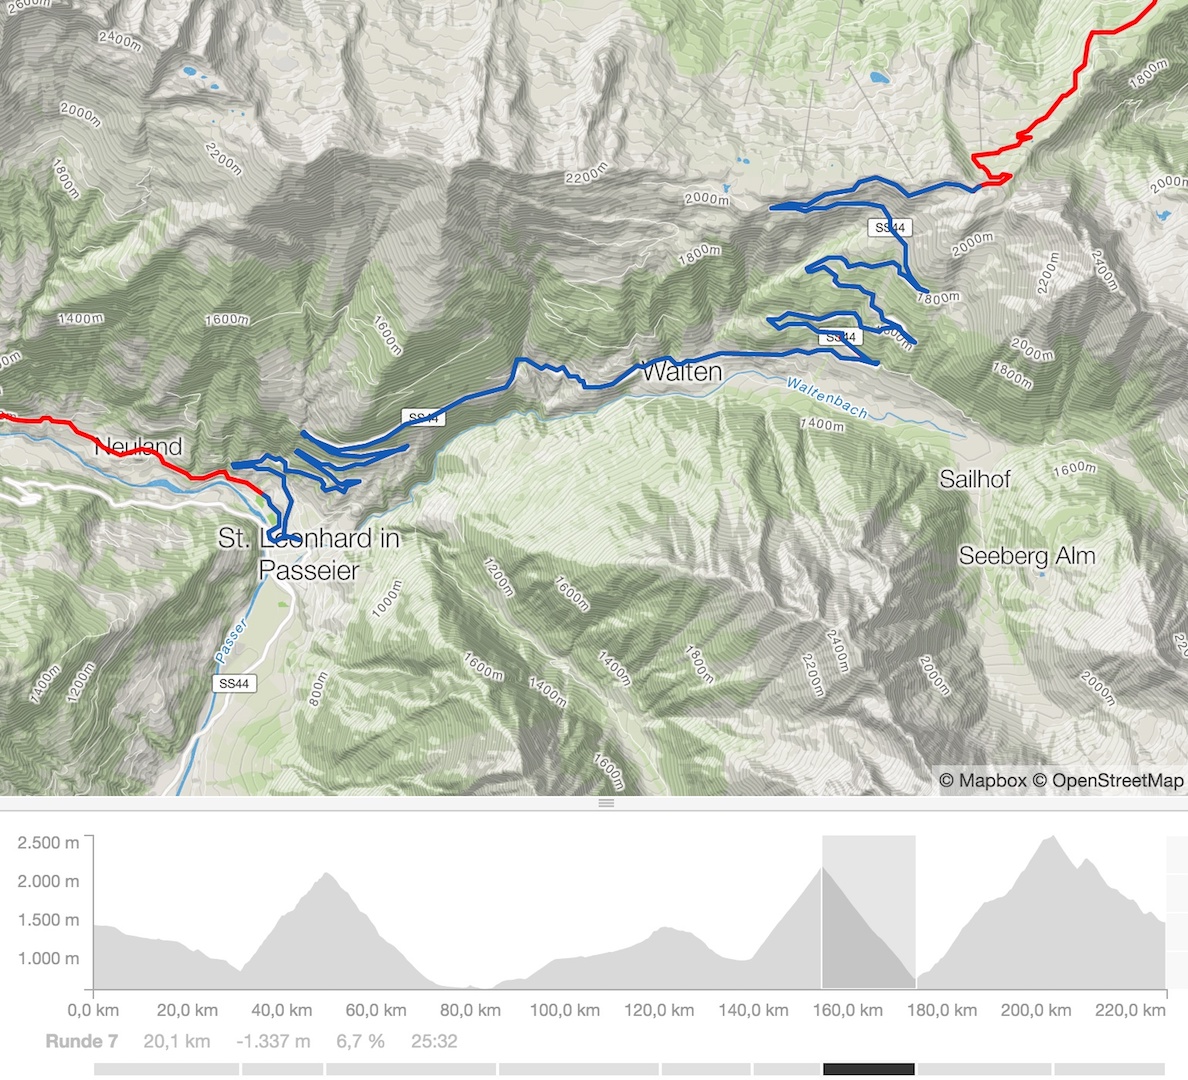 2600m
2400m
1800m
2000m
2200m
1800m
2200m
2000m
2000m
SS44
2000m
1800m
2200m
2400m
1800m
1400m
1600m
1600m
SS44
2000m
Walten
1800m
Waltenbach
SS44
1400m
Neuland
1600m
Sailhof
St. Leonhard in
Passeier
Seeberg Alm
1000m
1200m
1600m
Passer
SS44
1400m
1200m
800m
1600m
1400m
1400m
1800m
2400m
2200m
2000m
2000m
1600m
© Mapbox © OpenStreetMap
2.500 m
2.000 m
1.500 m
1.000 m
0,0 km 20,0 km 40,0 km 60,0 km 80,0 km 100,0 km 120,0 km 140,0 km 160,0 km 180,0 km 200,0 km 220,0 km
Runde 7 20,1 km -1.337 m 6,7 % 25:32